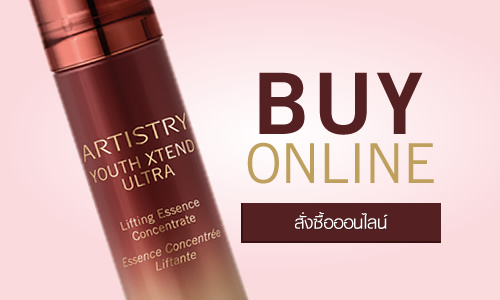 ARTISTRY
YOUTH XTEND
ULTRA
Lifting Essence
Concentrate
Essence Concentrée
Liftante
BUY
ONLINE
สั่งซื้อออนไลน์